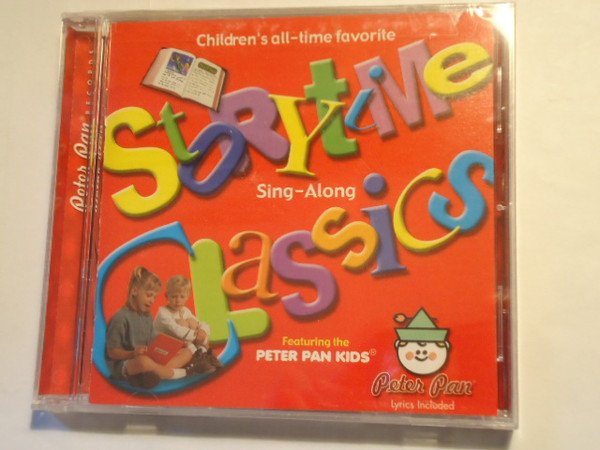 Children's all-time favorite
Storytime
Sing-Along
Classics
Featuring the
PETER PAN KIDS®
Peter Pan
Lyrics Included
Peter Pan®
RECORDS